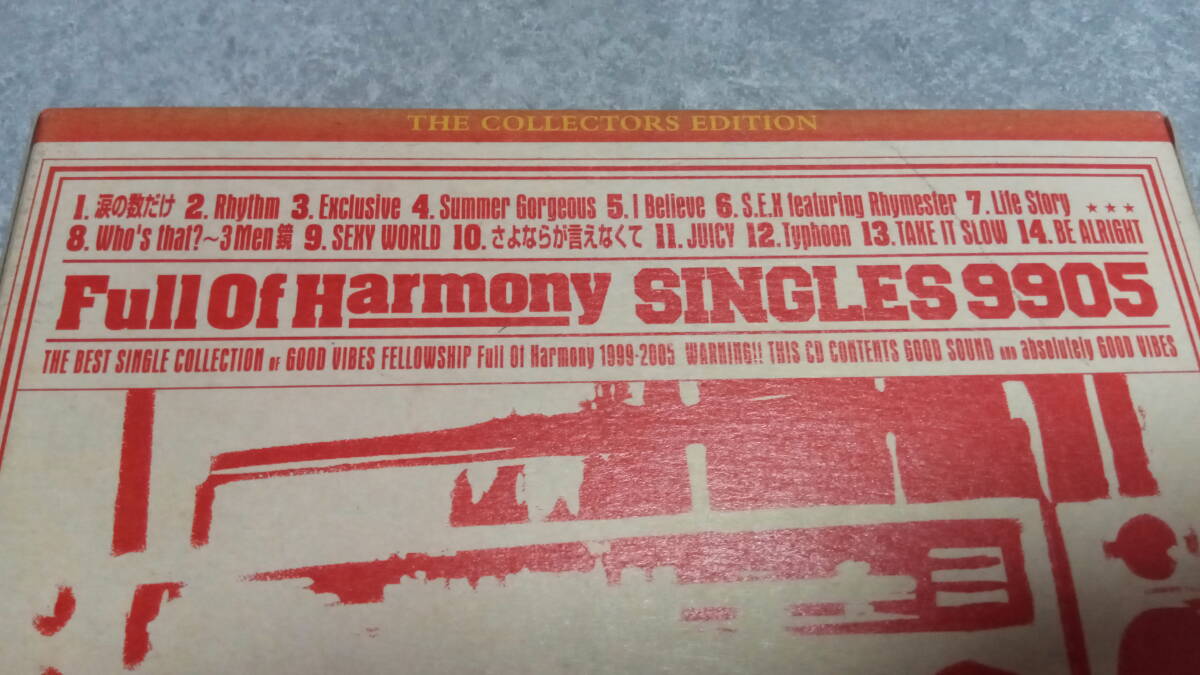 THE COLLECTORS EDITION
1. 涙の数だけ 2. Rhythm 3. Exclusive 4. Summer Gorgeous 5. I Believe 6. S.E.X featuring Rhymester 7. Life Story ★★★
8. Who's that?～3 Men 鏡 9. SEXY WORLD 10. さよならが言えなくて 11. JUICY 12. Typhoon 13. TAKE IT SLOW 14. BE ALRIGHT
Full Of Harmony SINGLES 9905
THE BEST SINGLE COLLECTION OF GOOD VIBES FELLOWSHIP Full Of Harmony 1999-2005 WARNING!! THIS CD CONTENTS GOOD SOUND AND absolutely GOOD VIBES